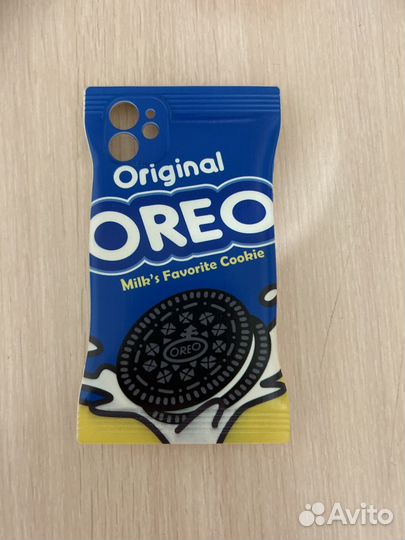 Original
OREO
Milk's Favorite Cookie
OREO
Avito